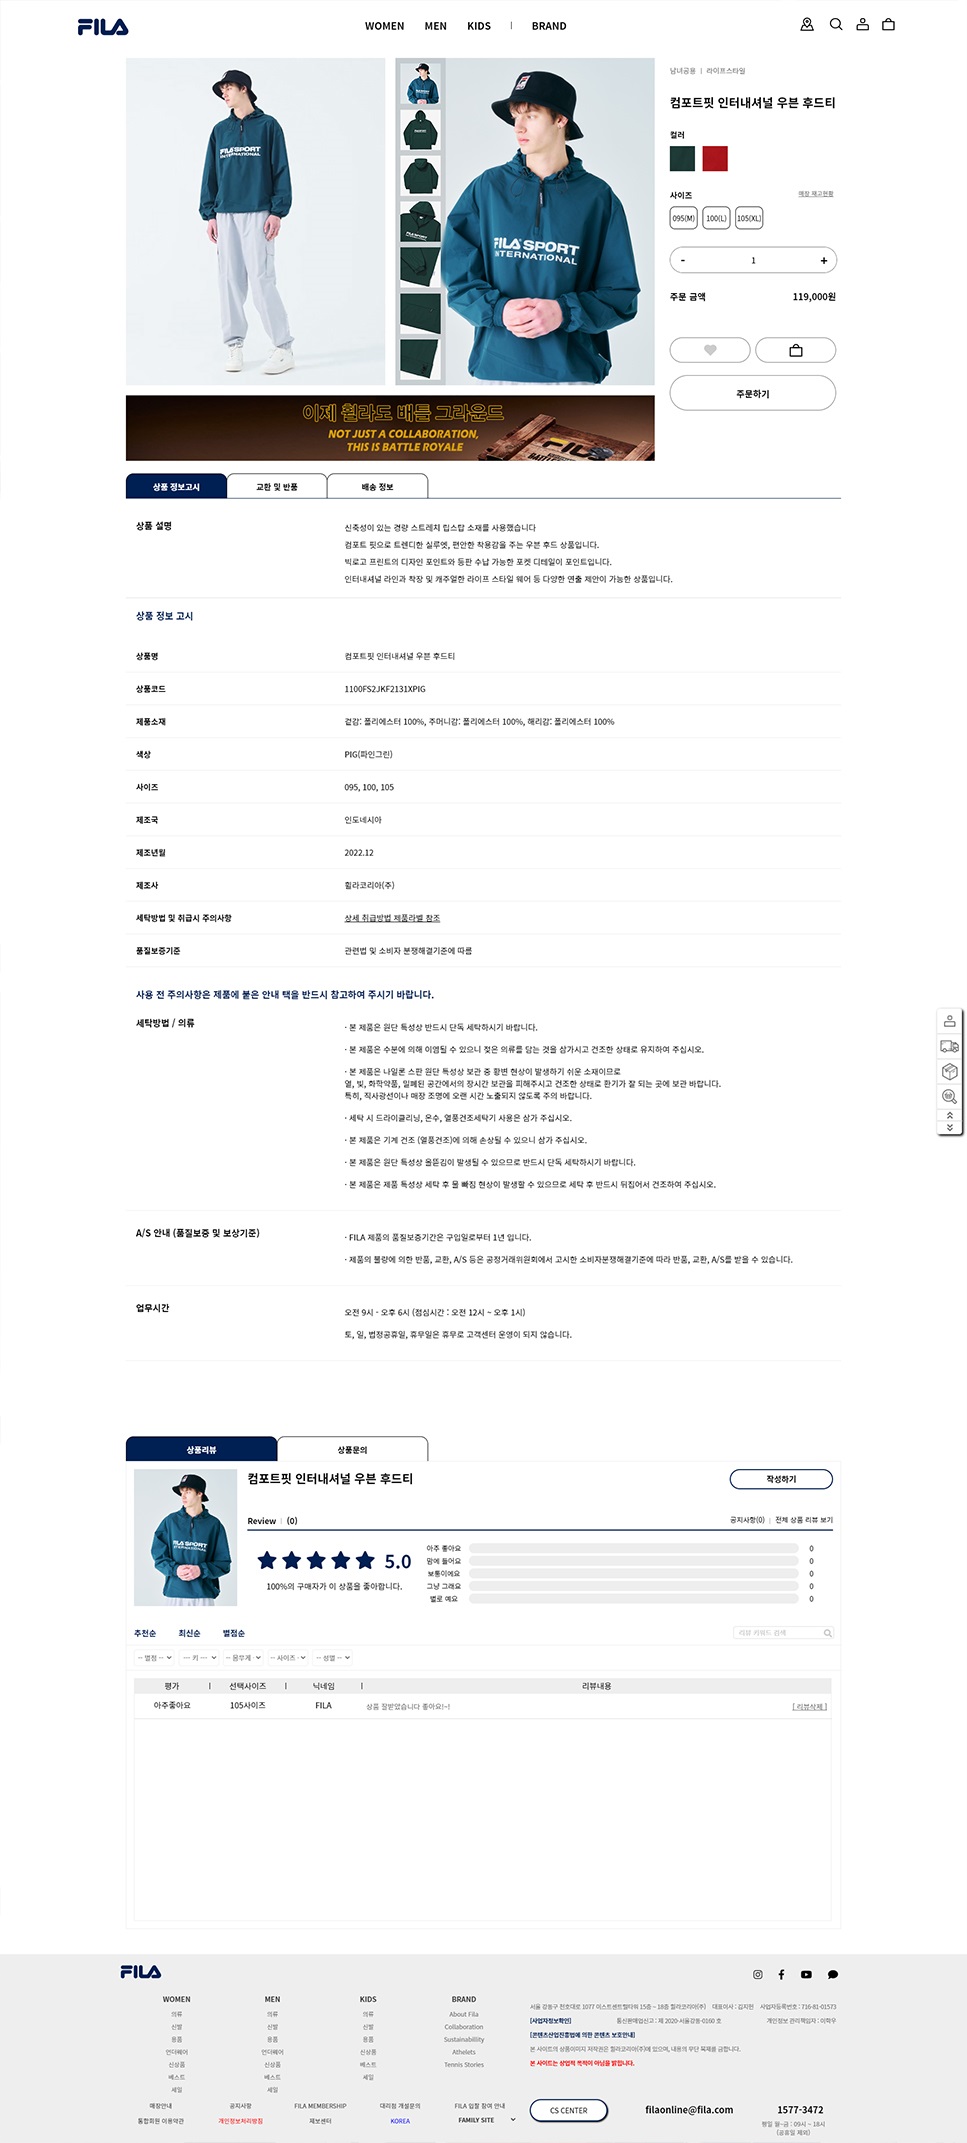 FILA
WOMEN MEN KIDS | BRAND
남녀공용 | 라이프스타일
컴포트핏 인터내셔널 우븐 후드티
컬러
사이즈 매장 재고현황
095(M) 100(L) 105(XL)
- 1 +
주문 금액 119,000원
주문하기
FILA SPORT
INTERNATIONAL
FILA SPORT
INTERNATIONAL
이제 휠라도 배틀 그라운드
NOT JUST A COLLABORATION,
THIS IS BATTLE ROYALE
FILA
상품 정보고시 교환 및 반품 배송 정보
상품 설명
신축성이 있는 경량 스트레치 립스탑 소재를 사용했습니다
컴포트 핏으로 트렌디한 실루엣, 편안한 착용감을 주는 우븐 후드 상품입니다.
빅로고 프린트의 디자인 포인트와 등판 수납 가능한 포켓 디테일이 포인트입니다.
인터내셔널 라인과 착장 및 캐주얼한 라이프 스타일 웨어 등 다양한 연출 제안이 가능한 상품입니다.
상품 정보 고시
상품명 컴포트핏 인터내셔널 우븐 후드티
상품코드 1100FS2JKF2131XPIG
제품소재 겉감: 폴리에스터 100%, 주머니감: 폴리에스터 100%, 해리감: 폴리에스터 100%
색상 PIG(파인그린)
사이즈 095, 100, 105
제조국 인도네시아
제조년월 2022.12
제조사 휠라코리아(주)
세탁방법 및 취급시 주의사항 상세 취급방법 제품라벨 참조
품질보증기준 관련법 및 소비자 분쟁해결기준에 따름
사용 전 주의사항은 제품에 붙은 안내 택을 반드시 참고하여 주시기 바랍니다.
세탁방법 / 의류
· 본 제품은 원단 특성상 반드시 단독 세탁하시기 바랍니다.
· 본 제품은 수분에 의해 이염될 수 있으니 젖은 의류를 담는 것을 삼가시고 건조한 상태로 유지하여 주십시오.
· 본 제품은 나일론 스판 원단 특성상 보관 중 황변 현상이 발생하기 쉬운 소재이므로
열, 빛, 화학약품, 밀폐된 공간에서의 장시간 보관을 피해주시고 건조한 상태로 환기가 잘 되는 곳에 보관 바랍니다.
특히, 직사광선이나 매장 조명에 오랜 시간 노출되지 않도록 주의 바랍니다.
· 세탁 시 드라이클리닝, 온수, 열풍건조세탁기 사용은 삼가 주십시오.
· 본 제품은 기계 건조 (열풍건조)에 의해 손상될 수 있으니 삼가 주십시오.
· 본 제품은 원단 특성상 올뜯김이 발생될 수 있으므로 반드시 단독 세탁하시기 바랍니다.
· 본 제품은 제품 특성상 세탁 후 물 빠짐 현상이 발생할 수 있으므로 세탁 후 반드시 뒤집어서 건조하여 주십시오.
A/S 안내 (품질보증 및 보상기준)
· FILA 제품의 품질보증기간은 구입일로부터 1년 입니다.
· 제품의 불량에 의한 반품, 교환, A/S 등은 공정거래위원회에서 고시한 소비자분쟁해결기준에 따라 반품, 교환, A/S를 받을 수 있습니다.
업무시간
오전 9시 - 오후 6시 (점심시간 : 오전 12시 ~ 오후 1시)
토, 일, 법정공휴일, 휴무일은 휴무로 고객센터 운영이 되지 않습니다.
상품리뷰 상품문의
컴포트핏 인터내셔널 우븐 후드티 작성하기
FILA SPORT
INTERNATIONAL
Review | (0) 공지사항(0) | 전체 상품 리뷰 보기
5.0
100%의 구매자가 이 상품을 좋아합니다.
아주 좋아요 0
맘에 들어요 0
보통이에요 0
그냥 그래요 0
별로 예요 0
추천순 최신순 별점순 리뷰 키워드 검색
-- 별점 -- --- 키 --- -- 몸무게 - -- 사이즈 - -- 성별 --
평가 | 선택사이즈 | 닉네임 | 리뷰내용
아주좋아요 105사이즈 FILA 상품 잘받았습니다 좋아요!~! [ 리뷰삭제 ]
FILA
WOMEN MEN KIDS BRAND
의류 의류 의류 About Fila
신발 신발 신발 Collaboration
용품 용품 용품 Sustainability
언더웨어 언더웨어 신상품 Athelets
신상품 신상품 베스트 Tennis Stories
베스트 베스트 세일
세일 세일
서울 강동구 천호대로 1077 이스트센트럴타워 15층 ~ 18층 휠라코리아(주) 대표이사 : 김지헌 사업자등록번호 : 716-81-01573
[사업자정보확인] 통신판매업신고 : 제 2020-서울강동-0160 호 개인정보 관리책임자 : 이학우
[콘텐츠산업진흥법에 의한 콘텐츠 보호안내]
본 사이트의 상품이미지 저작권은 휠라코리아(주)에 있으며, 내용의 무단 복제를 금합니다.
본 사이트는 상업적 목적이 아님을 밝힙니다.
매장안내 공지사항 FILA MEMBERSHIP 대리점 개설문의 FILA 입찰 참여 안내
통합회원 이용약관 개인정보처리방침 제보센터 KOREA FAMILY SITE
CS CENTER filaonline@fila.com 1577-3472
평일 월~금 : 09시 ~ 18시
(공휴일 제외)